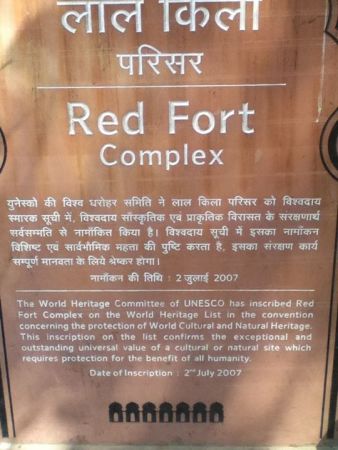 लाल किला
परिसर
Red Fort
Complex
युनेस्को की विश्व धरोहर समिति ने लाल किला परिसर को विश्वदाय
स्मारक सूची में, विश्वदाय साँस्कृतिक एवं प्राकृतिक विरासत के संरक्षणार्थ
सर्वसम्मति से नामाँकित किया है। विश्वदाय सूची में इसका नामाँकन
विशिष्ट एवं सार्वभौमिक महत्ता की पुष्टि करता है, इसका संरक्षण कार्य
सम्पूर्ण मानवता के लिये श्रेष्कर होगा।
नामाँकन की तिथि : 2 जुलाई 2007
The World Heritage Committee of UNESCO has inscribed Red
Fort Complex on the World Heritage List in the convention
concerning the protection of World Cultural and Natural Heritage.
This inscription on the list confirms the exceptional and
outstanding universal value of a cultural or natural site which
requires protection for the benefit of all humanity.
Date of Inscription : 2nd July 2007